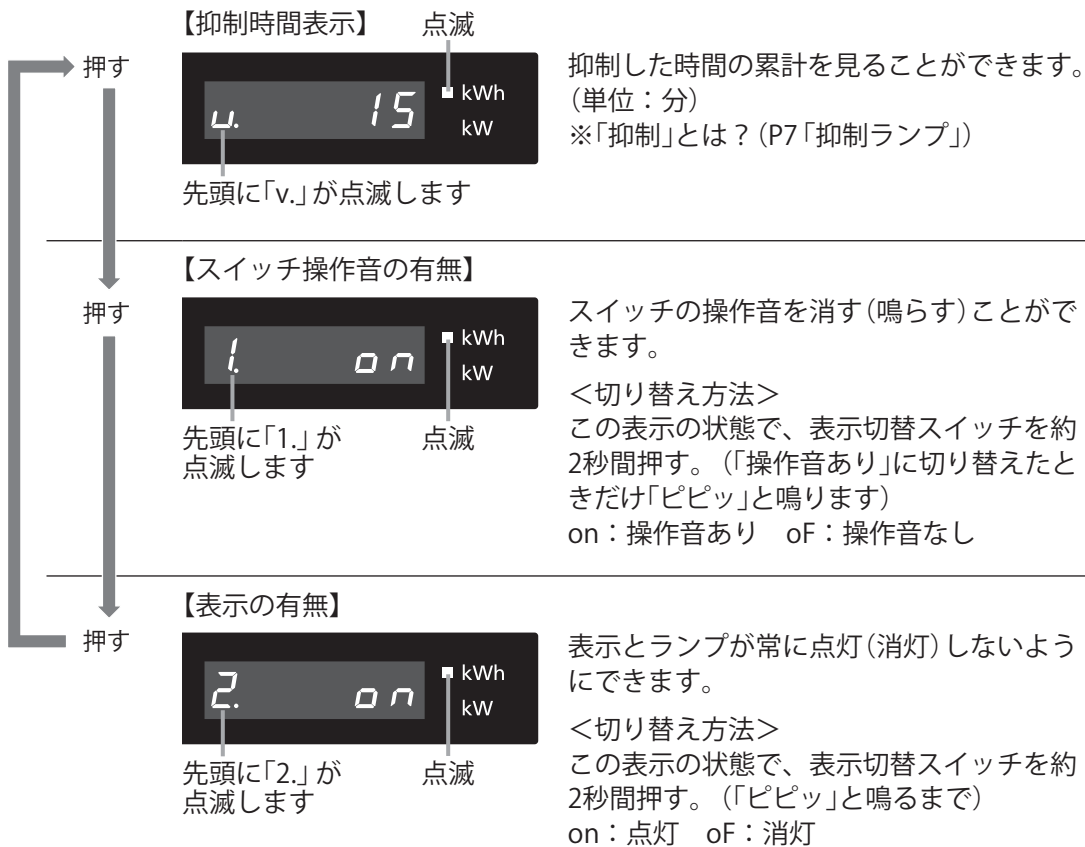 【抑制時間表示】 点滅
押す
u. 15 kWh
kW
先頭に「v.」が点滅します
抑制した時間の累計を見ることができます。
（単位：分）
※「抑制」とは？（P7「抑制ランプ」）
【スイッチ操作音の有無】
押す
1. on kWh
kW
先頭に「1.」が
点滅します
点滅
スイッチの操作音を消す（鳴らす）ことがで
きます。
＜切り替え方法＞
この表示の状態で、表示切替スイッチを約
2秒間押す。（「操作音あり」に切り替えたと
きだけ「ピピッ」と鳴ります）
on：操作音あり　oF：操作音なし
【表示の有無】
押す
2. on kWh
kW
先頭に「2.」が
点滅します
点滅
表示とランプが常に点灯（消灯）しないよう
にできます。
＜切り替え方法＞
この表示の状態で、表示切替スイッチを約
2秒間押す。（「ピピッ」と鳴るまで）
on：点灯　oF：消灯